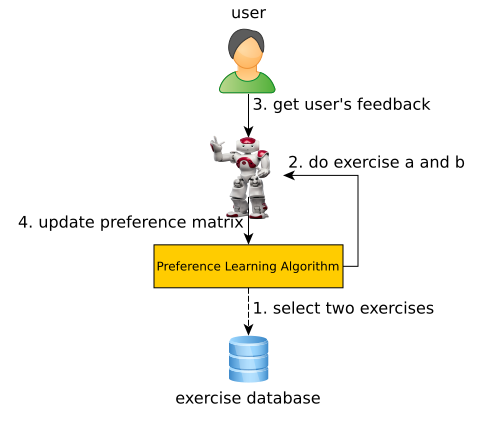 user
3. get user's feedback
2. do exercise a and b
4. update preference matrix
Preference Learning Algorithm
1. select two exercises
exercise database